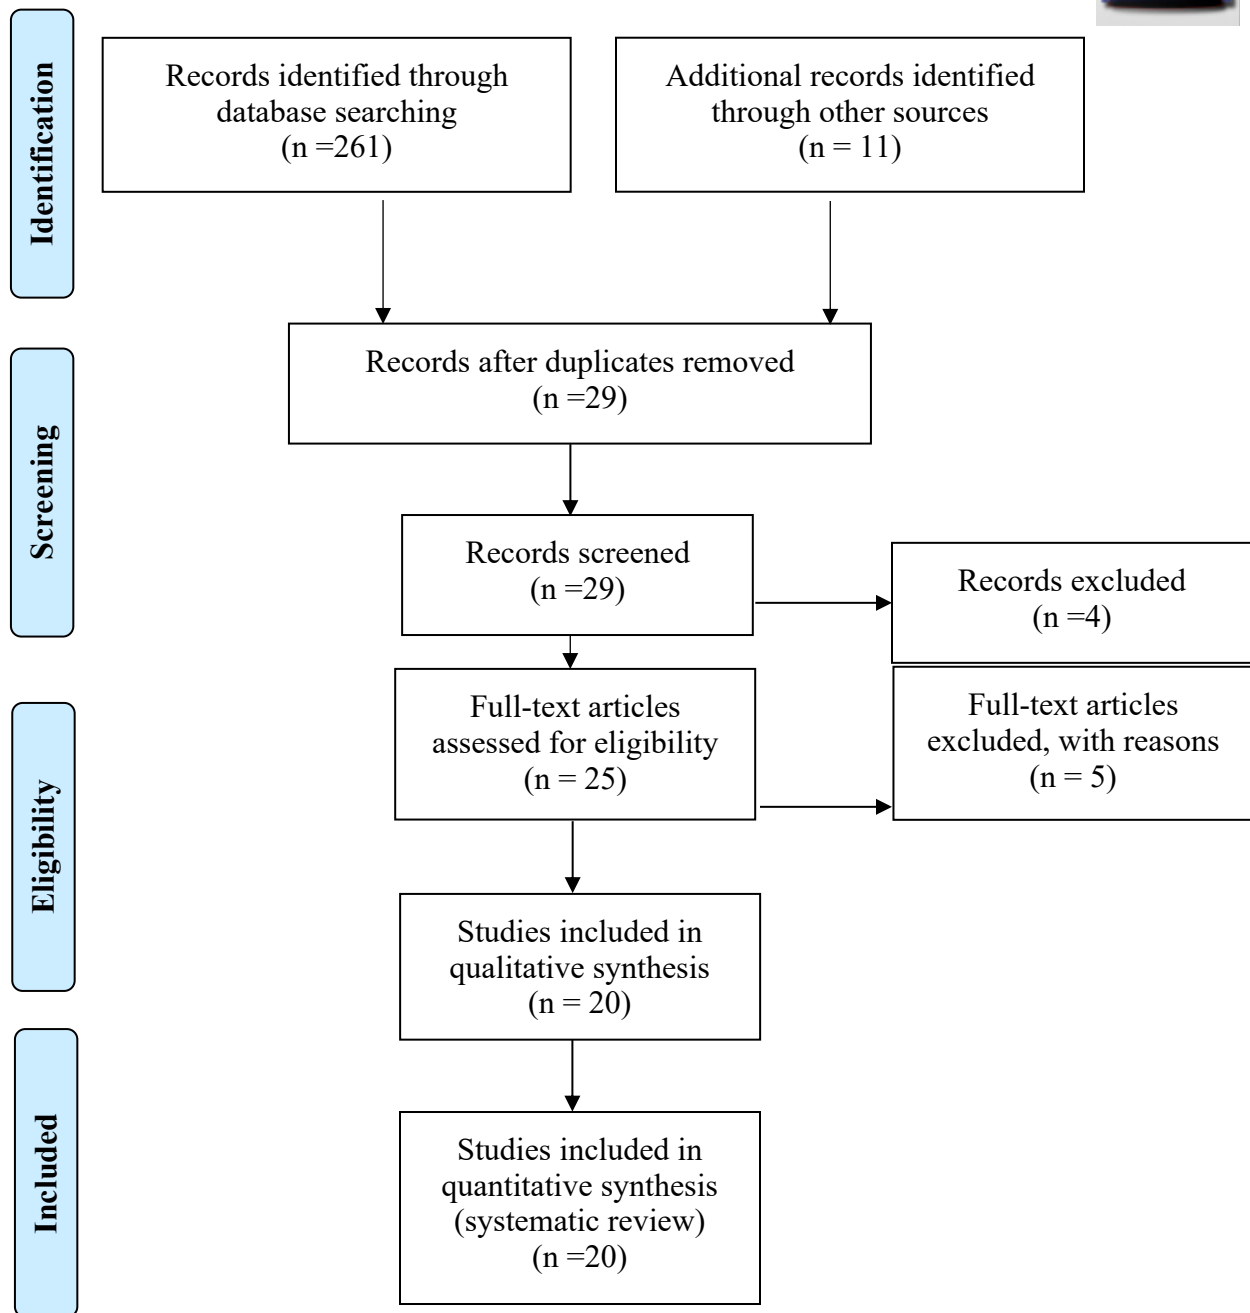 Identification
Records identified through
database searching
(n =261)
Additional records identified
through other sources
(n = 11)
Records after duplicates removed
(n =29)
Screening
Records screened
(n =29)
Records excluded
(n =4)
Full-text articles
assessed for eligibility
(n = 25)
Full-text articles
excluded, with reasons
(n = 5)
Eligibility
Studies included in
qualitative synthesis
(n = 20)
Included
Studies included in
quantitative synthesis
(systematic review)
(n =20)